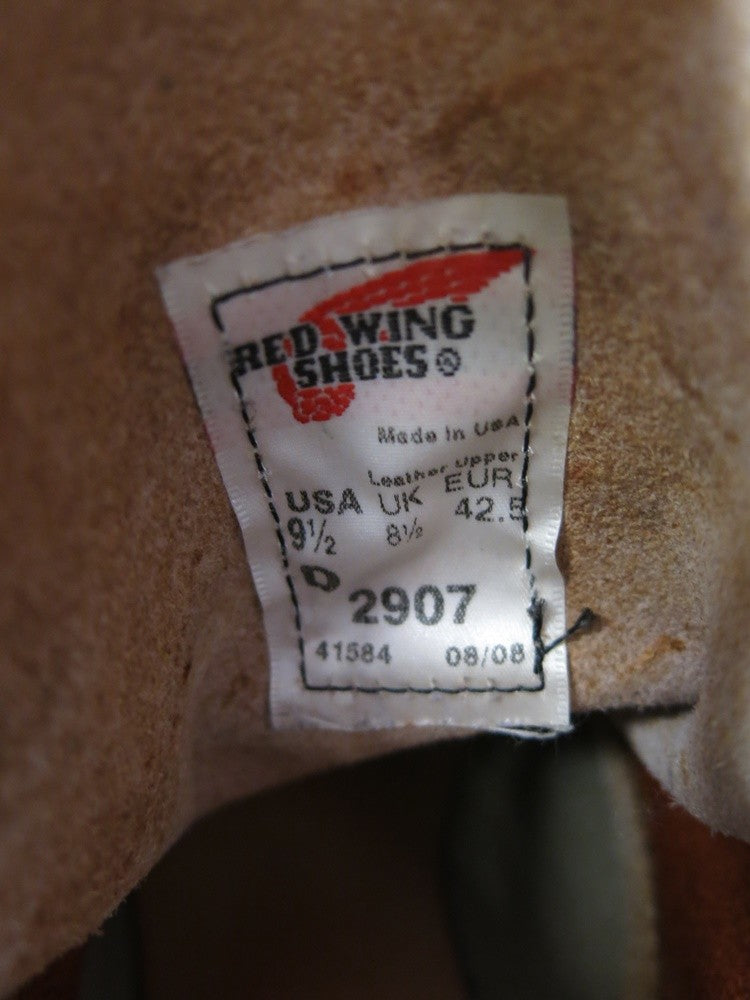 RED WING
SHOES®
Made in USA
Leather Upper
USA UK EUR.
9½ 8½ 42.5
D 2907
41584 08/08